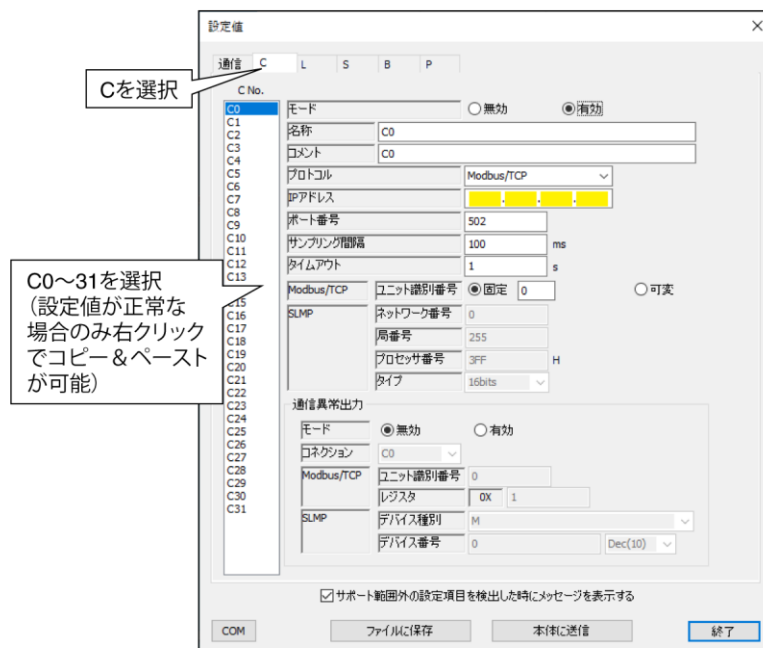 設定値
通信 C L S B P
Cを選択
C No.
C0
C1
C2
C3
C4
C5
C6
C7
C8
C9
C10
C11
C12
C13
C15
C16
C17
C18
C19
C20
C21
C22
C23
C24
C25
C26
C27
C28
C29
C30
C31
C0～31を選択
（設定値が正常な
場合のみ右クリック
でコピー＆ペースト
が可能）
モード 無効 有効
名称 C0
コメント C0
プロトコル Modbus/TCP
IPアドレス . . .
ポート番号 502
サンプリング間隔 100 ms
タイムアウト 1 s
Modbus/TCP ユニット識別番号 固定 0 可変
SLMP ネットワーク番号 0
局番号 255
プロセッサ番号 3FF H
タイプ 16bits
通信異常出力
モード 無効 有効
コネクション C0
Modbus/TCP ユニット識別番号 0
レジスタ 0X 1
SLMP デバイス種別 M
デバイス番号 0 Dec(10)
サポート範囲外の設定項目を検出した時にメッセージを表示する
COM ファイルに保存 本体に送信 終了